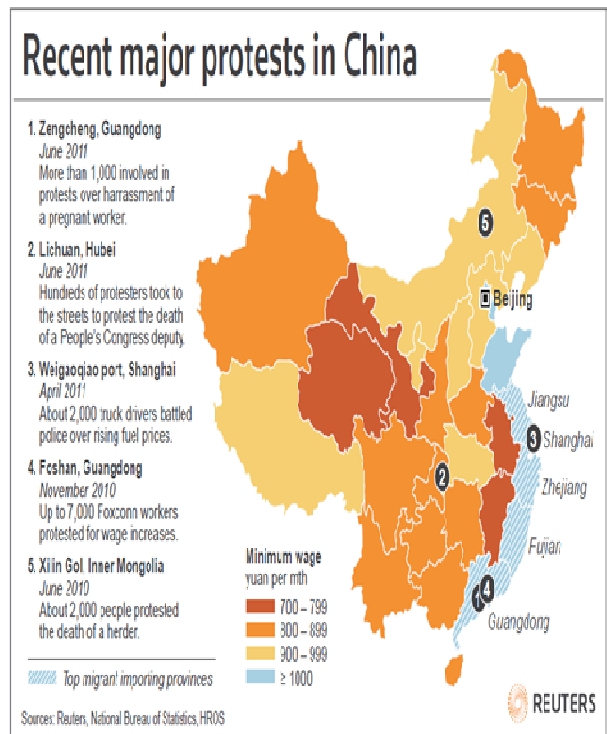 Recent major protests in China
1. Zengcheng, Guangdong
June 2011
More than 1,000 involved in
protests over harrassment of
a pregnant worker.
2. Lichuan, Hubei
June 2011
Hundreds of protesters took to
the streets to protest the death
of a People's Congress deputy.
3. Waigaoqiao port, Shanghai
April 2011
About 2,000 truck drivers battled
police over rising fuel prices.
4. Foshan, Guangdong
November 2010
Up to 7,000 Foxconn workers
protested for wage increases.
5. Xilin Gol, Inner Mongolia
June 2010
About 2,000 people protested
the death of a herder.
Top migrant importing provinces
Minimum wage
yuan per mth
700 – 799
800 – 899
900 – 999
≥ 1000
5
Beijing
Jiangsu
3 Shanghai
2
Zhejiang
Fujian
1 4
Guangdong
REUTERS
Sources: Reuters, National Bureau of Statistics, HROS